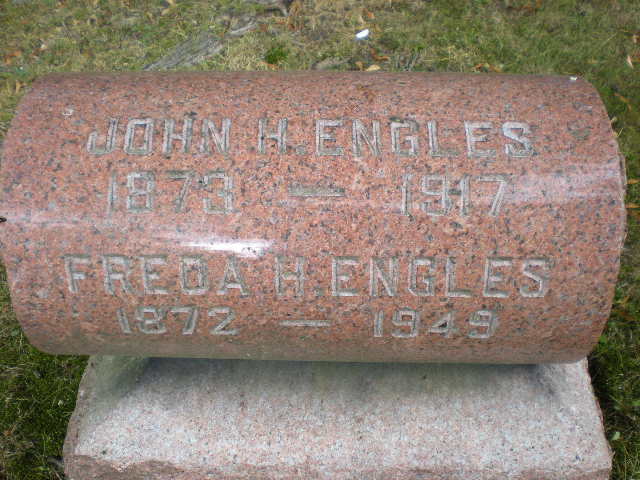 JOHN H. ENGLES
1873 — 1917
FREDA H. ENGLES
1872 — 1949